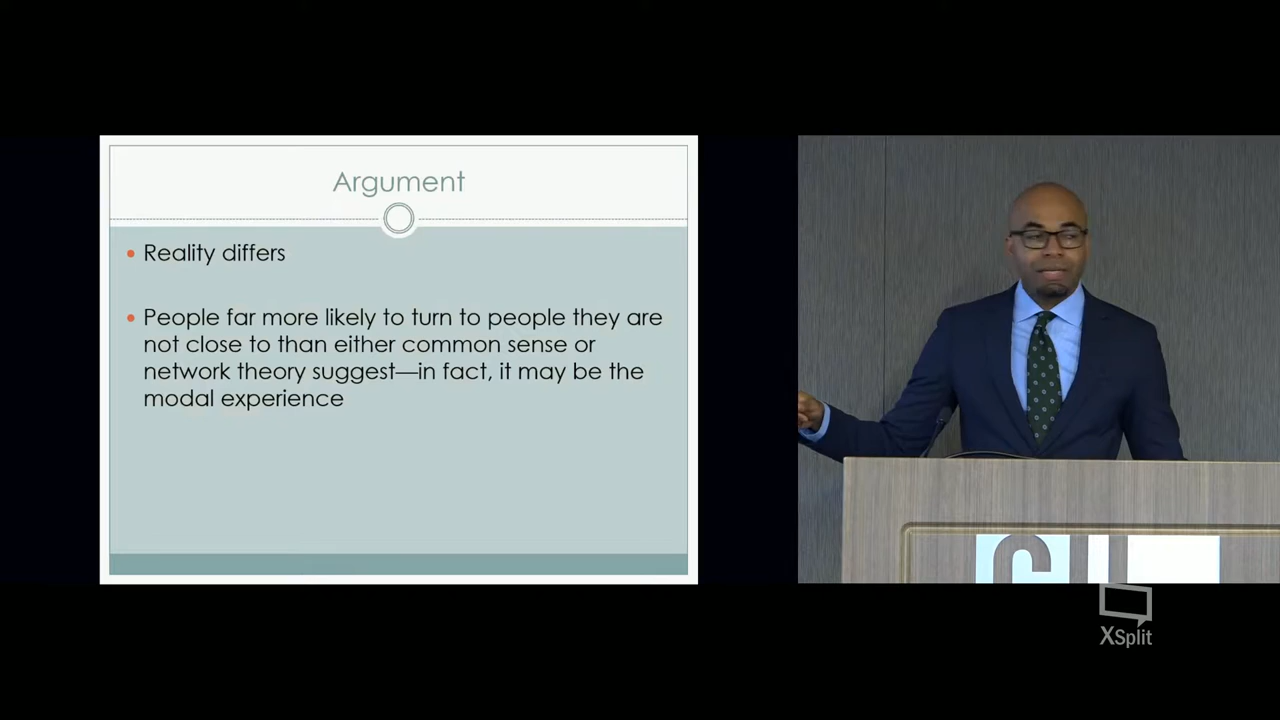 Argument
Reality differs
People far more likely to turn to people they are
not close to than either common sense or
network theory suggest—in fact, it may be the
modal experience
XSplit